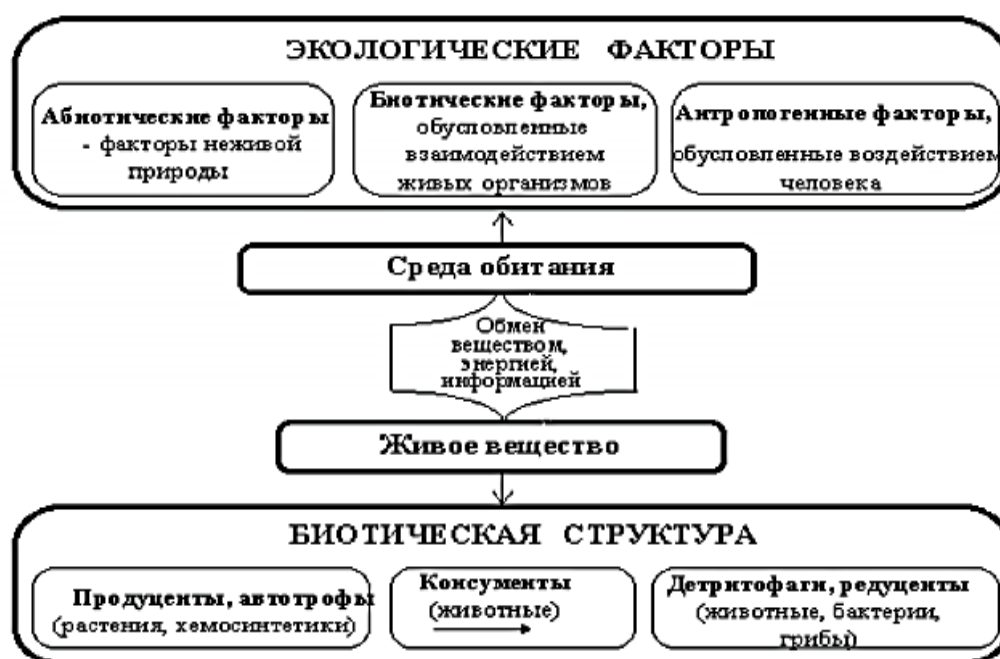 ЭКОЛОГИЧЕСКИЕ ФАКТОРЫ
Абиотические факторы
- факторы неживой
природы
Биотические факторы,
обусловленные
взаимодействием
живых организмов
Антропогенные факторы,
обусловленные воздействием
человека
Среда обитания
Обмен
веществом,
энергией,
информацией
Живое вещество
БИОТИЧЕСКАЯ СТРУКТУРА
Продуценты, автотрофы
(растения, хемосинтетики)
Консументы
(животные)
Детритофаги, редуценты
(животные, бактерии,
грибы)